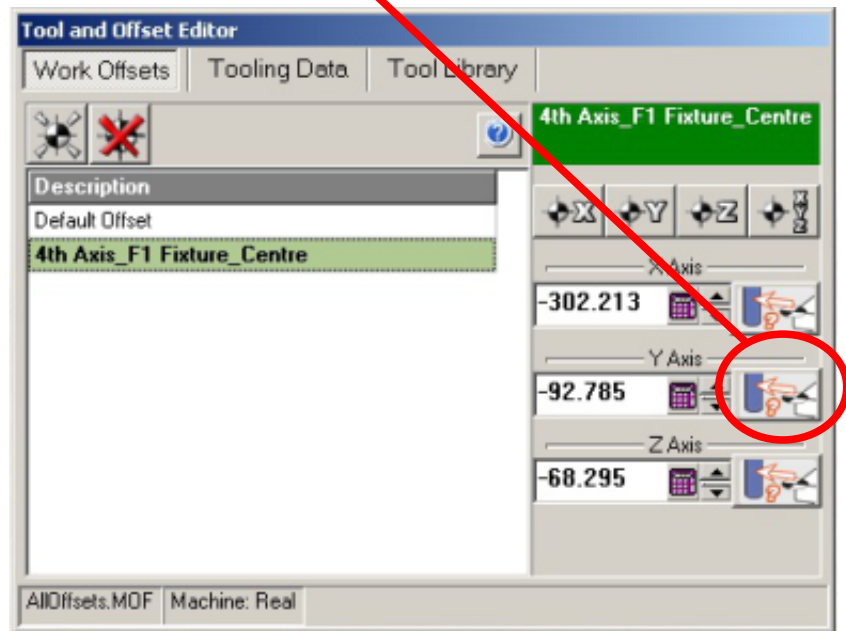 Tool and Offset Editor
Work Offsets Tooling Data Tool Library
4th Axis_F1 Fixture_Centre
Description
Default Offset
4th Axis_F1 Fixture_Centre
X Y Z XYZ
X Axis
-302.213
Y Axis
-92.785
Z Axis
-68.295
AllOffsets.MOF Machine: Real